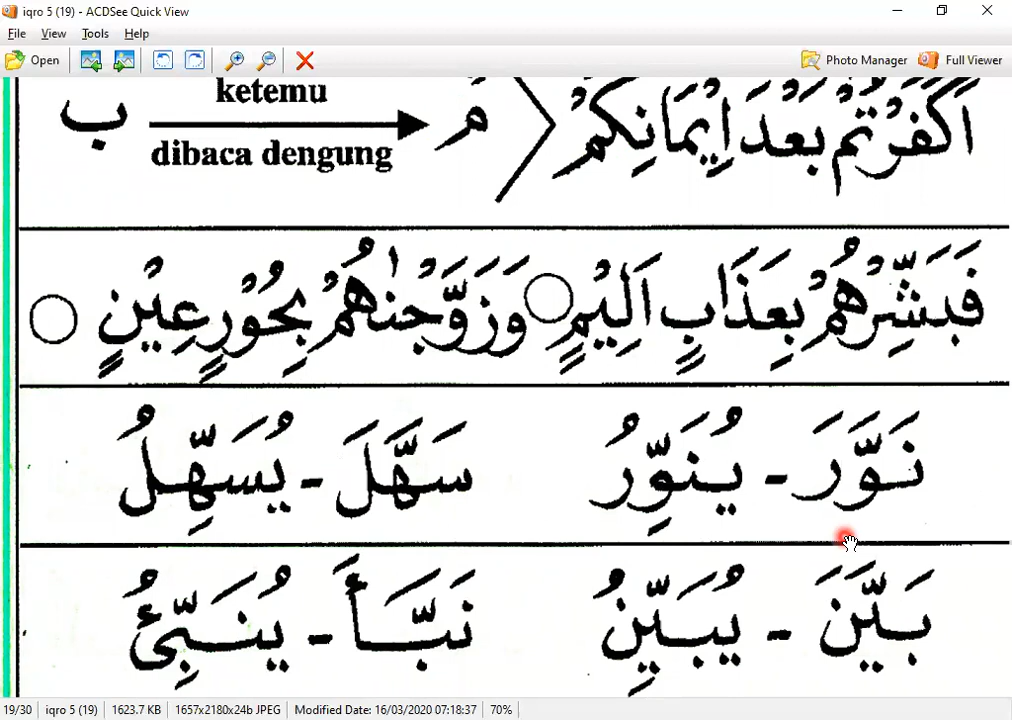 iqro 5 (19) - ACDSee Quick View
File View Tools Help
Open Photo Manager Full Viewer
اَكَفَرْتُمْ بَعْدَ اِيْمَانِكُمْ
مْ ketemu ب
dibaca dengung
فَبَشِّرْهُمْ بِعَذَابٍ اَلِيْمٍ وَزَوَّجْنٰهُمْ بِحُوْرٍ عِيْنٍ
نَوَّرَ - يُنَوِّرُ سَهَّلَ - يُسَهِّلُ
بَيَّنَ - يُبَيِّنُ نَبَّأَ - يُنَبِّئُ
19/30 iqro 5 (19) 1623.7 KB 1657x2180x24b JPEG Modified Date: 16/03/2020 07:18:37 70%